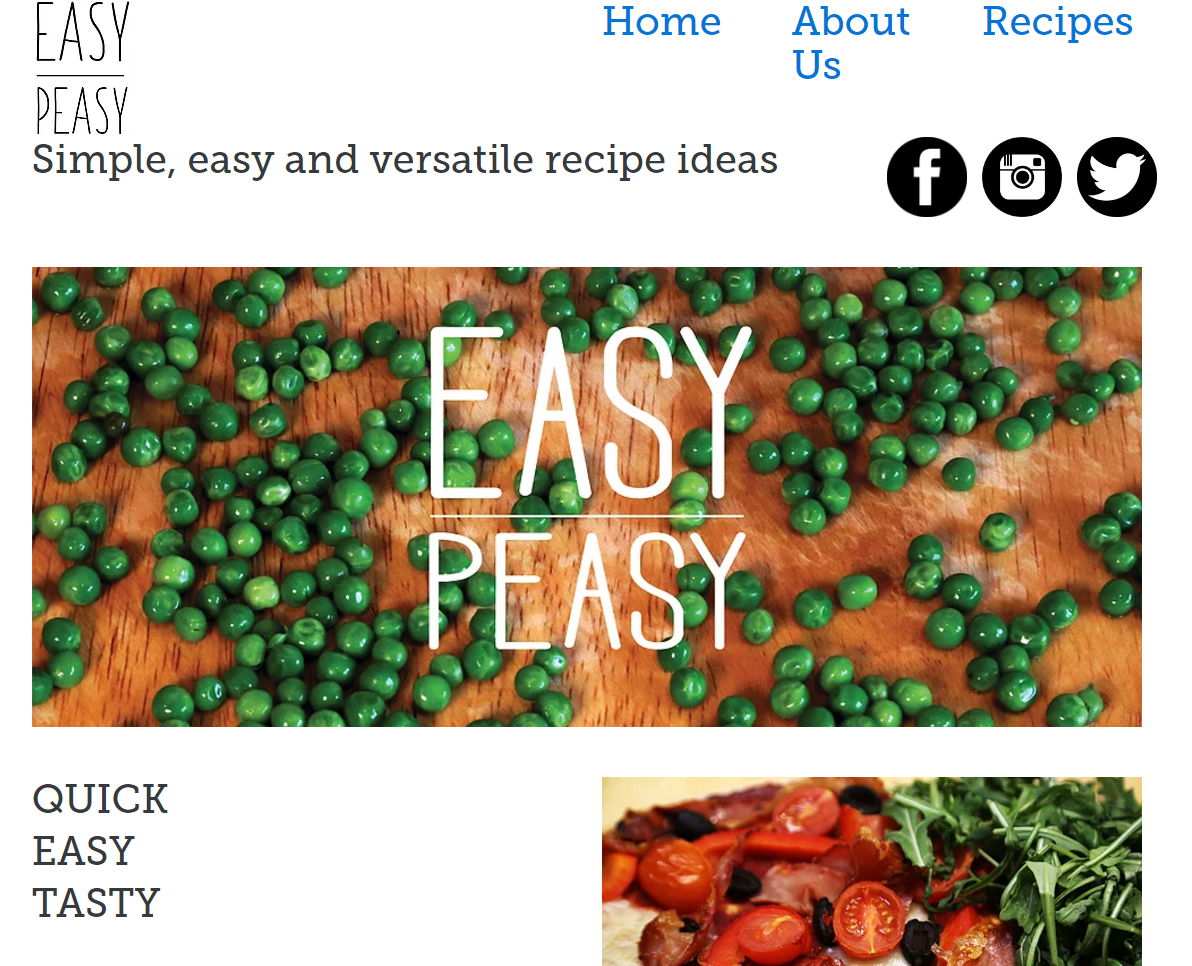 EASY
PEASY
Home
About
Us
Recipes
Simple, easy and versatile recipe ideas
EASY
PEASY
QUICK
EASY
TASTY